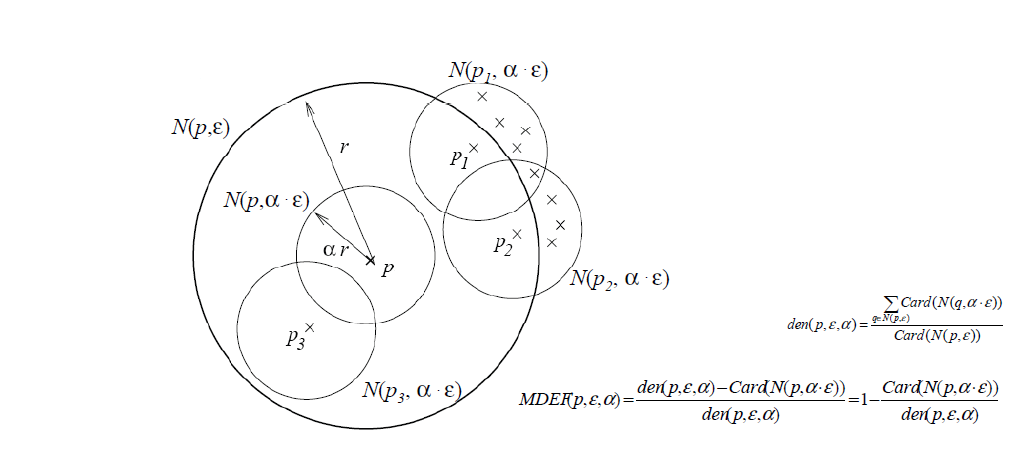 N(p₁, α · ε)
N(p,ε)
r
p₁
N(p,α · ε)
α r
p
p₂
N(p₂, α · ε)
p₃
N(p₃, α · ε)
den(p,ε,α)=∑q∈N(p,ε) Card(N(q,α·ε)) / Card(N(p,ε))
MDEF(p,ε,α)=den(p,ε,α)−Card(N(p,α·ε)) / den(p,ε,α) =1− Card(N(p,α·ε)) / den(p,ε,α)